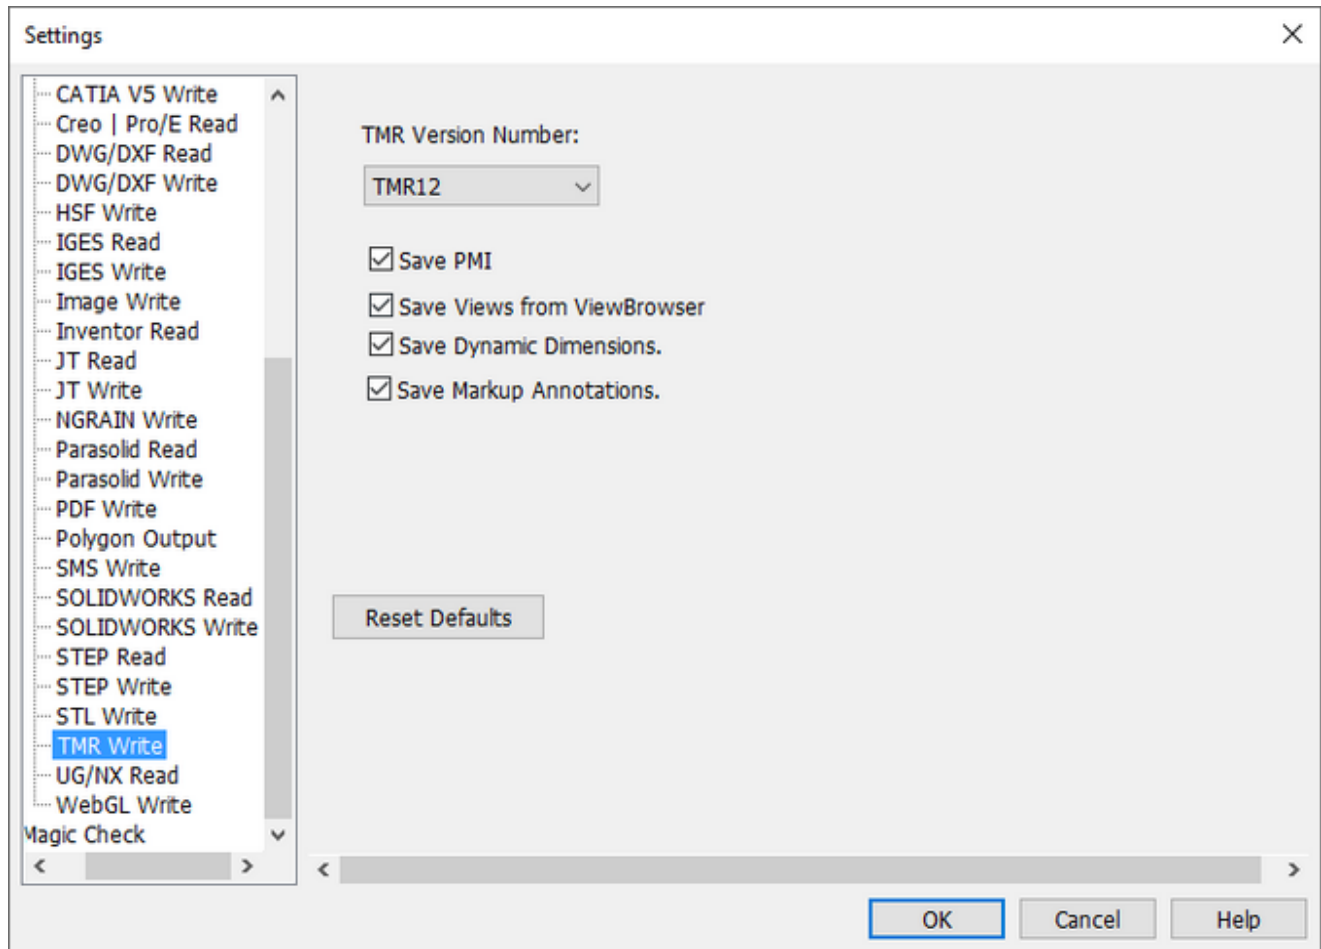 Settings
CATIA V5 Write
Creo | Pro/E Read
DWG/DXF Read
DWG/DXF Write
HSF Write
IGES Read
IGES Write
Image Write
Inventor Read
JT Read
JT Write
NGRAIN Write
Parasolid Read
Parasolid Write
PDF Write
Polygon Output
SMS Write
SOLIDWORKS Read
SOLIDWORKS Write
STEP Read
STEP Write
STL Write
TMR Write
UG/NX Read
WebGL Write
Magic Check
TMR Version Number:
TMR12
Save PMI
Save Views from ViewBrowser
Save Dynamic Dimensions.
Save Markup Annotations.
Reset Defaults
OK
Cancel
Help